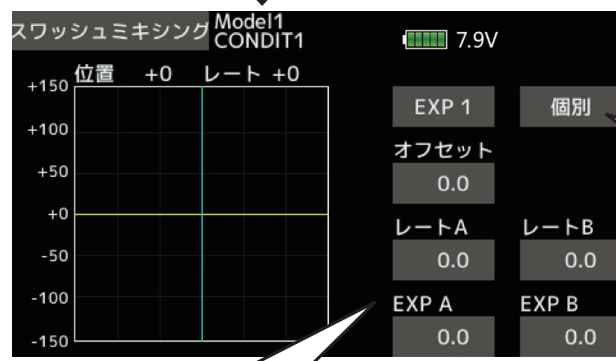 スワッシュミキシング
Model1
CONDIT1
7.9V
位置 +0 レート +0
+150
+100
+50
+0
-50
-100
-150
EXP 1
個別
オフセット
0.0
レートA レートB
0.0 0.0
EXP A EXP B
0.0 0.0